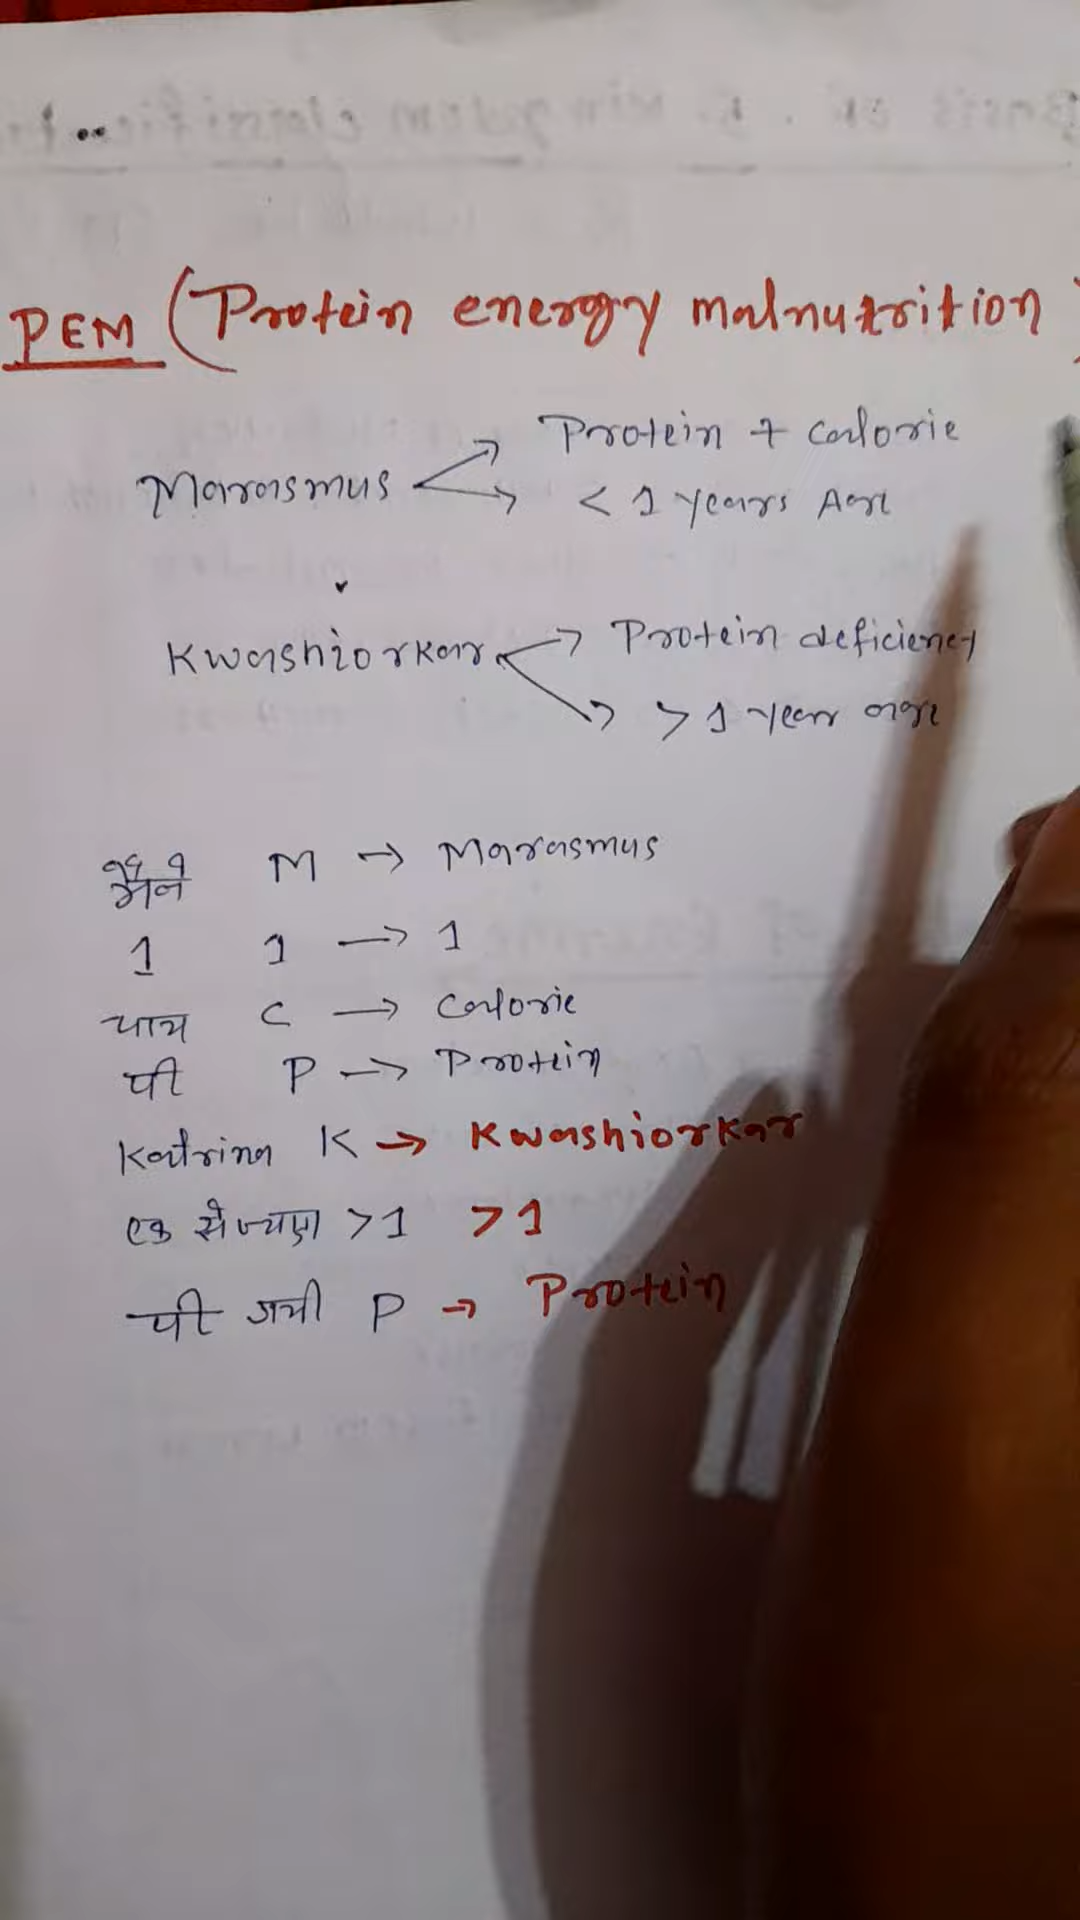 PEM (Protein energy malnutrition)
Marasmus → Protein + calorie
→ < 1 years Age
Kwashiorkar → Protein deficiency
→ > 1 year age
मैने M → Marasmus
1 1 → 1
चाय C → calorie
पी P → Protein
Katrina K → Kwashiorkar
एक से ज्यादा >1 >1
पी गयी P → Protein